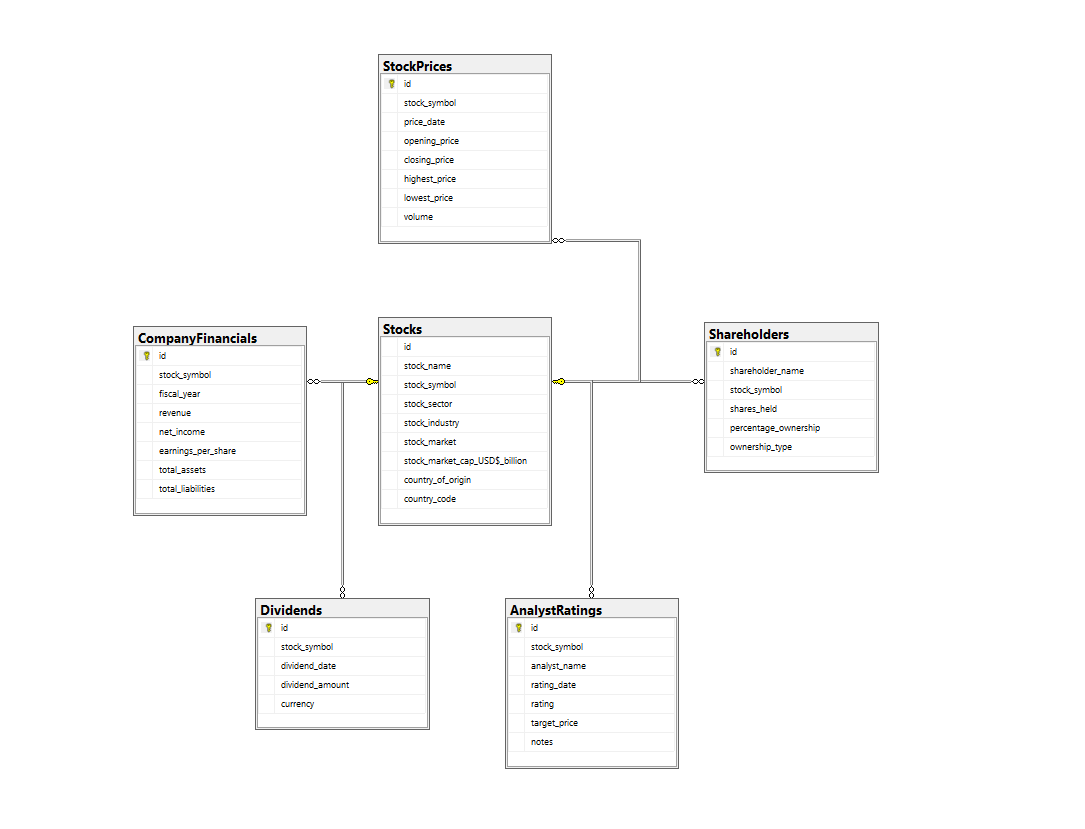 StockPrices
id
stock_symbol
price_date
opening_price
closing_price
highest_price
lowest_price
volume
CompanyFinancials
id
stock_symbol
fiscal_year
revenue
net_income
earnings_per_share
total_assets
total_liabilities
Stocks
id
stock_name
stock_symbol
stock_sector
stock_industry
stock_market
stock_market_cap_USD$_billion
country_of_origin
country_code
Shareholders
id
shareholder_name
stock_symbol
shares_held
percentage_ownership
ownership_type
Dividends
id
stock_symbol
dividend_date
dividend_amount
currency
AnalystRatings
id
stock_symbol
analyst_name
rating_date
rating
target_price
notes